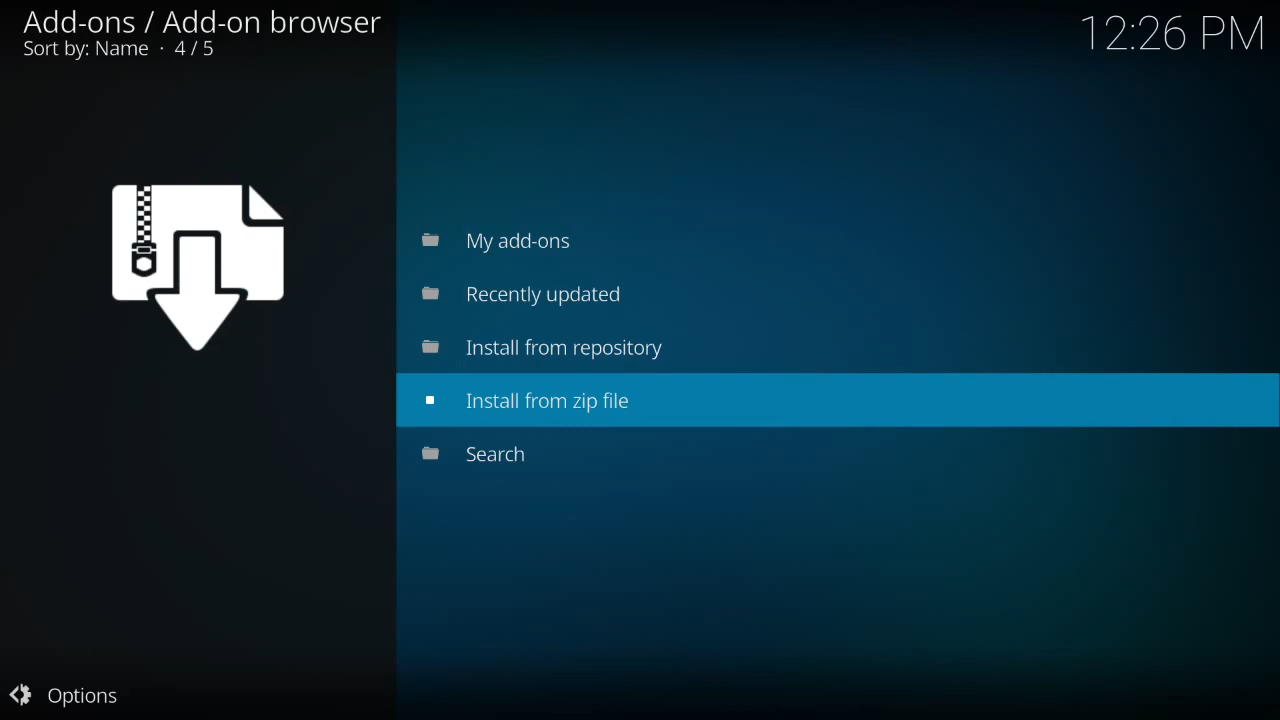 Add-ons / Add-on browser
Sort by: Name · 4 / 5
12:26 PM
My add-ons
Recently updated
Install from repository
Install from zip file
Search
Options